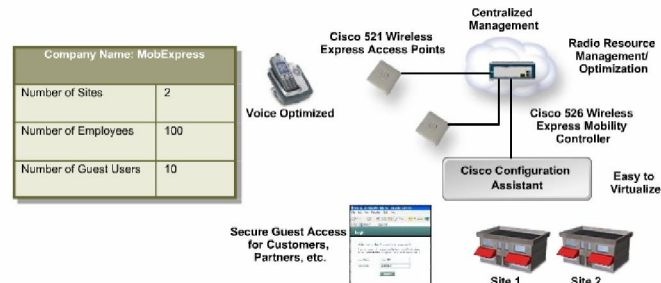 Company Name: MobExpress
Number of Sites 2
Number of Employees 100
Number of Guest Users 10
Voice Optimized
Cisco 521 Wireless
Express Access Points
Centralized
Management
Radio Resource
Management/
Optimization
Cisco 526 Wireless
Express Mobility
Controller
Cisco Configuration
Assistant
Easy to
Virtualize
Secure Guest Access
for Customers,
Partners, etc.
Login
Site 1
Site 2